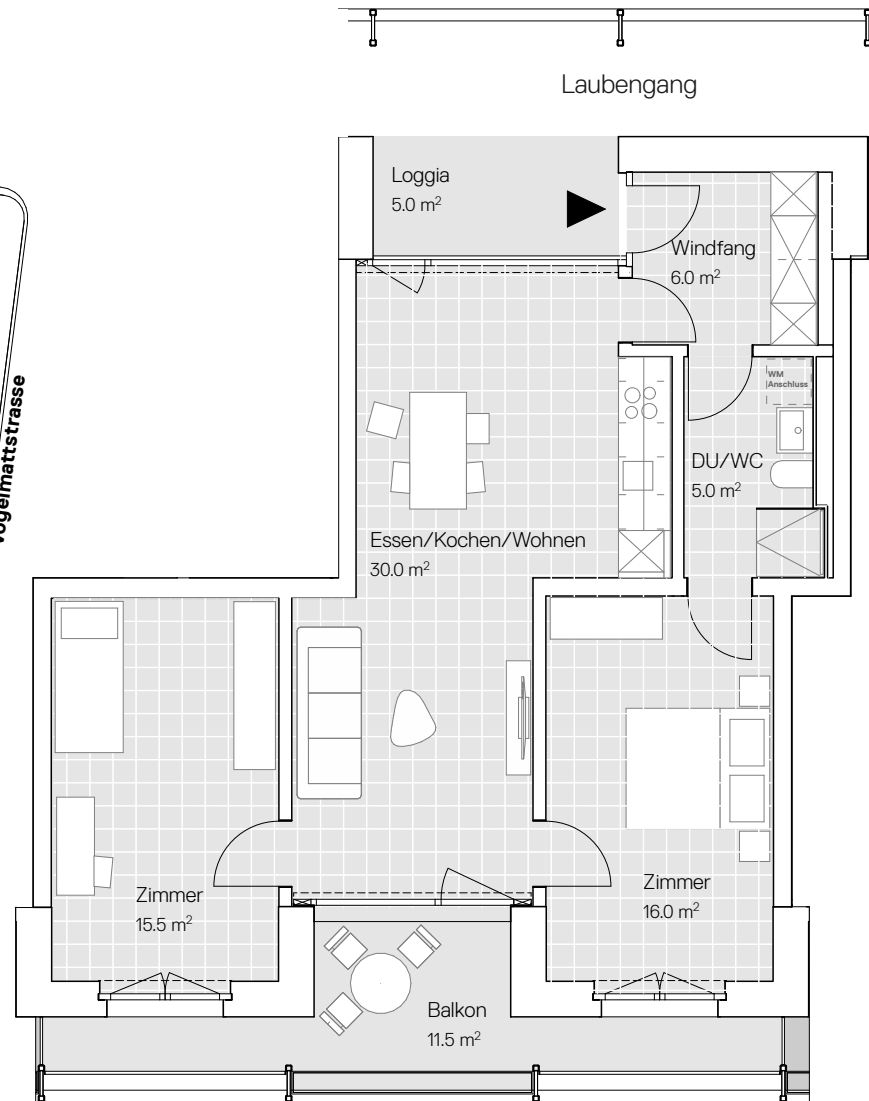 Laubengang
Loggia
5.0 m²
Windfang
6.0 m²
Vogelmattstrasse
WM
Anschluss
DU/WC
5.0 m²
Essen/Kochen/Wohnen
30.0 m²
Zimmer
15.5 m²
Zimmer
16.0 m²
Balkon
11.5 m²